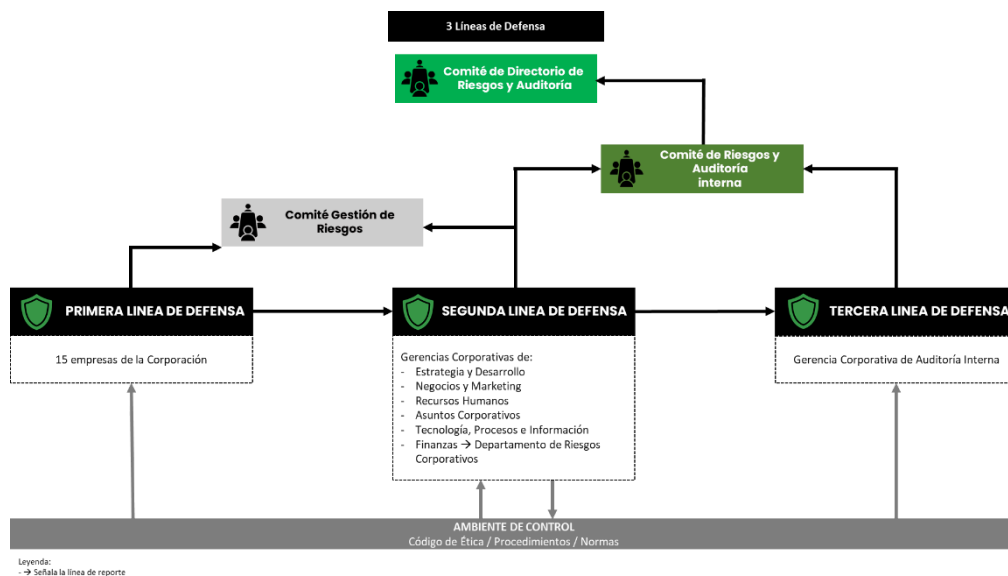 3 Líneas de Defensa
Comité de Directorio de
Riesgos y Auditoría
Comité de Riesgos y
Auditoría
interna
Comité Gestión de
Riesgos
PRIMERA LINEA DE DEFENSA
15 empresas de la Corporación
SEGUNDA LINEA DE DEFENSA
Gerencias Corporativas de:
- Estrategia y Desarrollo
- Negocios y Marketing
- Recursos Humanos
- Asuntos Corporativos
- Tecnología, Procesos e Información
- Finanzas → Departamento de Riesgos
Corporativos
TERCERA LINEA DE DEFENSA
Gerencia Corporativa de Auditoría Interna
AMBIENTE DE CONTROL
Código de Ética / Procedimientos / Normas
Leyenda:
- → Señala la línea de reporte